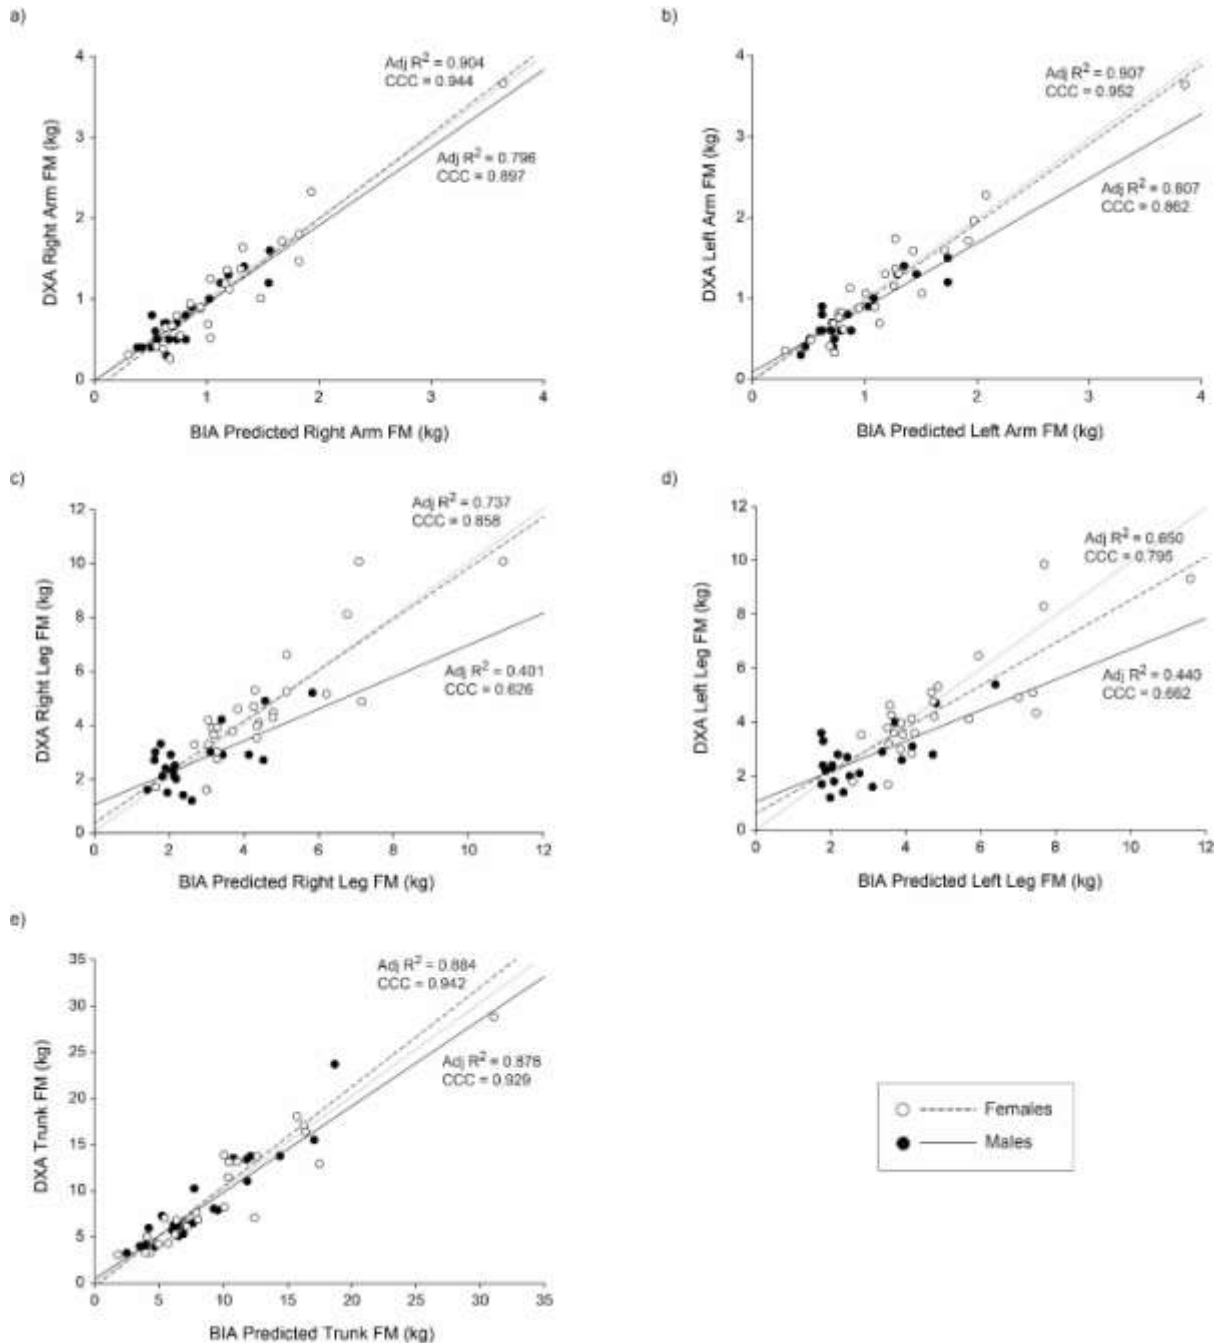 a)
4
3
2
1
0
DXA Right Arm FM (kg)
Adj R² = 0.904
CCC = 0.944
Adj R² = 0.796
CCC = 0.897
0 1 2 3 4
BIA Predicted Right Arm FM (kg)
b)
4
3
2
1
0
DXA Left Arm FM (kg)
Adj R² = 0.907
CCC = 0.952
Adj R² = 0.807
CCC = 0.862
0 1 2 3 4
BIA Predicted Left Arm FM (kg)
c)
12
10
8
6
4
2
0
DXA Right Leg FM (kg)
Adj R² = 0.737
CCC = 0.858
Adj R² = 0.401
CCC = 0.626
0 2 4 6 8 10 12
BIA Predicted Right Leg FM (kg)
d)
12
10
8
6
4
2
0
DXA Left Leg FM (kg)
Adj R² = 0.650
CCC = 0.795
Adj R² = 0.440
CCC = 0.662
0 2 4 6 8 10 12
BIA Predicted Left Leg FM (kg)
e)
35
30
25
20
15
10
5
0
DXA Trunk FM (kg)
Adj R² = 0.884
CCC = 0.942
Adj R² = 0.878
CCC = 0.929
0 5 10 15 20 25 30 35
BIA Predicted Trunk FM (kg)
Females
Males